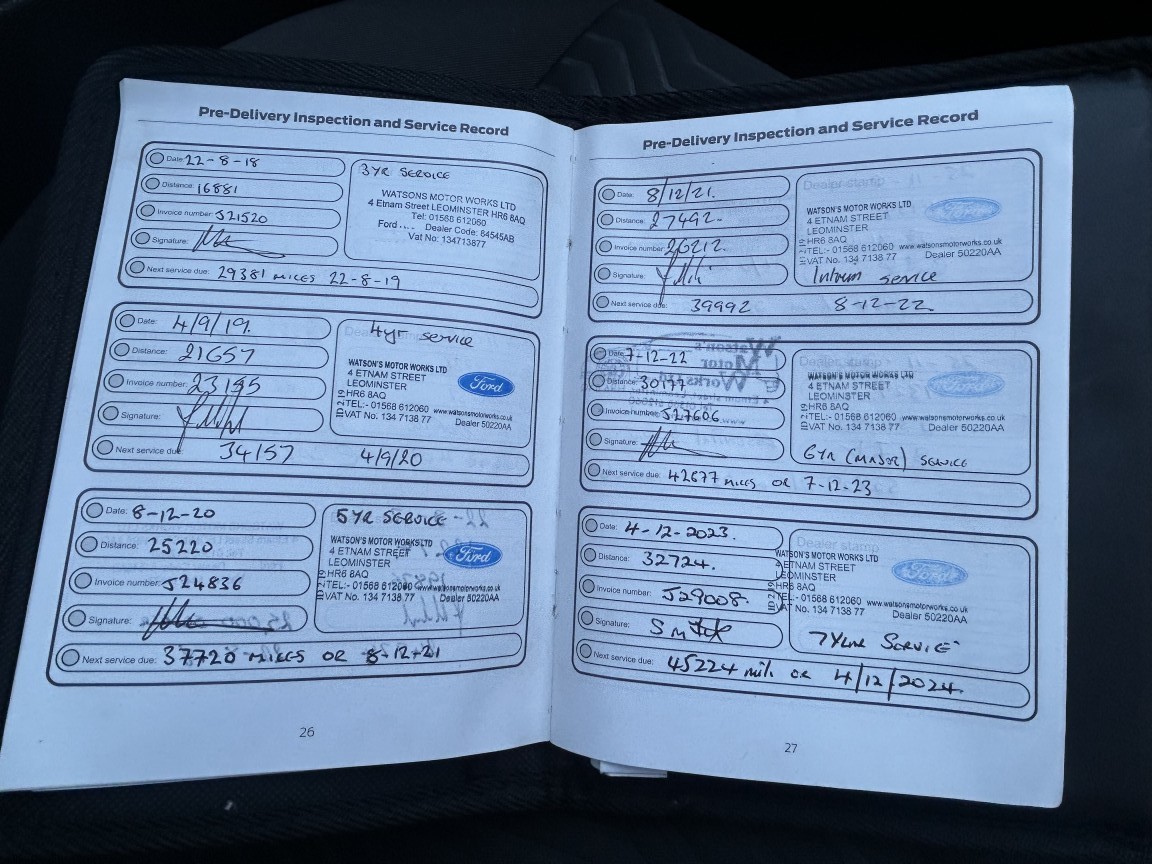 Pre-Delivery Inspection and Service Record
Date: 22-8-18
Distance: 16881
Invoice number: J21520
Signature:
Next service due: 29381 MILES 22-8-19
3YR SERVICE
WATSONS MOTOR WORKS LTD
4 Etnam Street LEOMINSTER HR6 8AQ
Tel: 01568 612060
Ford .... Dealer Code: 84545AB
Vat No: 134713877
Date: 4/9/19.
Distance: 21657
Invoice number: 23195
Signature:
Next service due: 34157 4/9/20
4yr service
WATSON'S MOTOR WORKS LTD
4 ETNAM STREET
LEOMINSTER
HR6 8AQ
TEL:- 01568 612060 www.watsonsmotorworks.co.uk
VAT No. 134 7138 77 Dealer 50220AA
Ford
Date: 8-12-20
Distance: 25220
Invoice number: J24836
Signature:
Next service due: 37720 MILES OR 8-12-21
5YR SERVICE
WATSON'S MOTOR WORKS LTD
4 ETNAM STREET
LEOMINSTER
HR6 8AQ
TEL:- 01568 612060 www.watsonsmotorworks.co.uk
VAT No. 134 7138 77 Dealer 50220AA
Ford
26
Pre-Delivery Inspection and Service Record
Date: 8/12/21.
Distance: 27492.
Invoice number: 26212.
Signature:
Next service due: 39992 8-12-22
Dealer stamp
WATSON'S MOTOR WORKS LTD
4 ETNAM STREET
LEOMINSTER
HR6 8AQ
TEL:- 01568 612060 www.watsonsmotorworks.co.uk
VAT No. 134 7138 77 Dealer 50220AA
Ford
Interim service
Date: 7-12-22
Distance: 30177
Invoice number: J27606
Signature:
Next service due: 42677 MILES OR 7-12-23
Dealer stamp
WATSON'S MOTOR WORKS LTD
4 ETNAM STREET
LEOMINSTER
HR6 8AQ
TEL:- 01568 612060 www.watsonsmotorworks.co.uk
VAT No. 134 7138 77 Dealer 50220AA
Ford
6YR (MAJOR) SERVICE
Date: 4-12-2023.
Distance: 32724.
Invoice number: J29008.
Signature:
Next service due: 45224 mil. OR 4/12/2024.
Dealer stamp
WATSON'S MOTOR WORKS LTD
4 ETNAM STREET
LEOMINSTER
HR6 8AQ
TEL:- 01568 612060 www.watsonsmotorworks.co.uk
VAT No. 134 7138 77 Dealer 50220AA
Ford
7 Year SERVICE
27